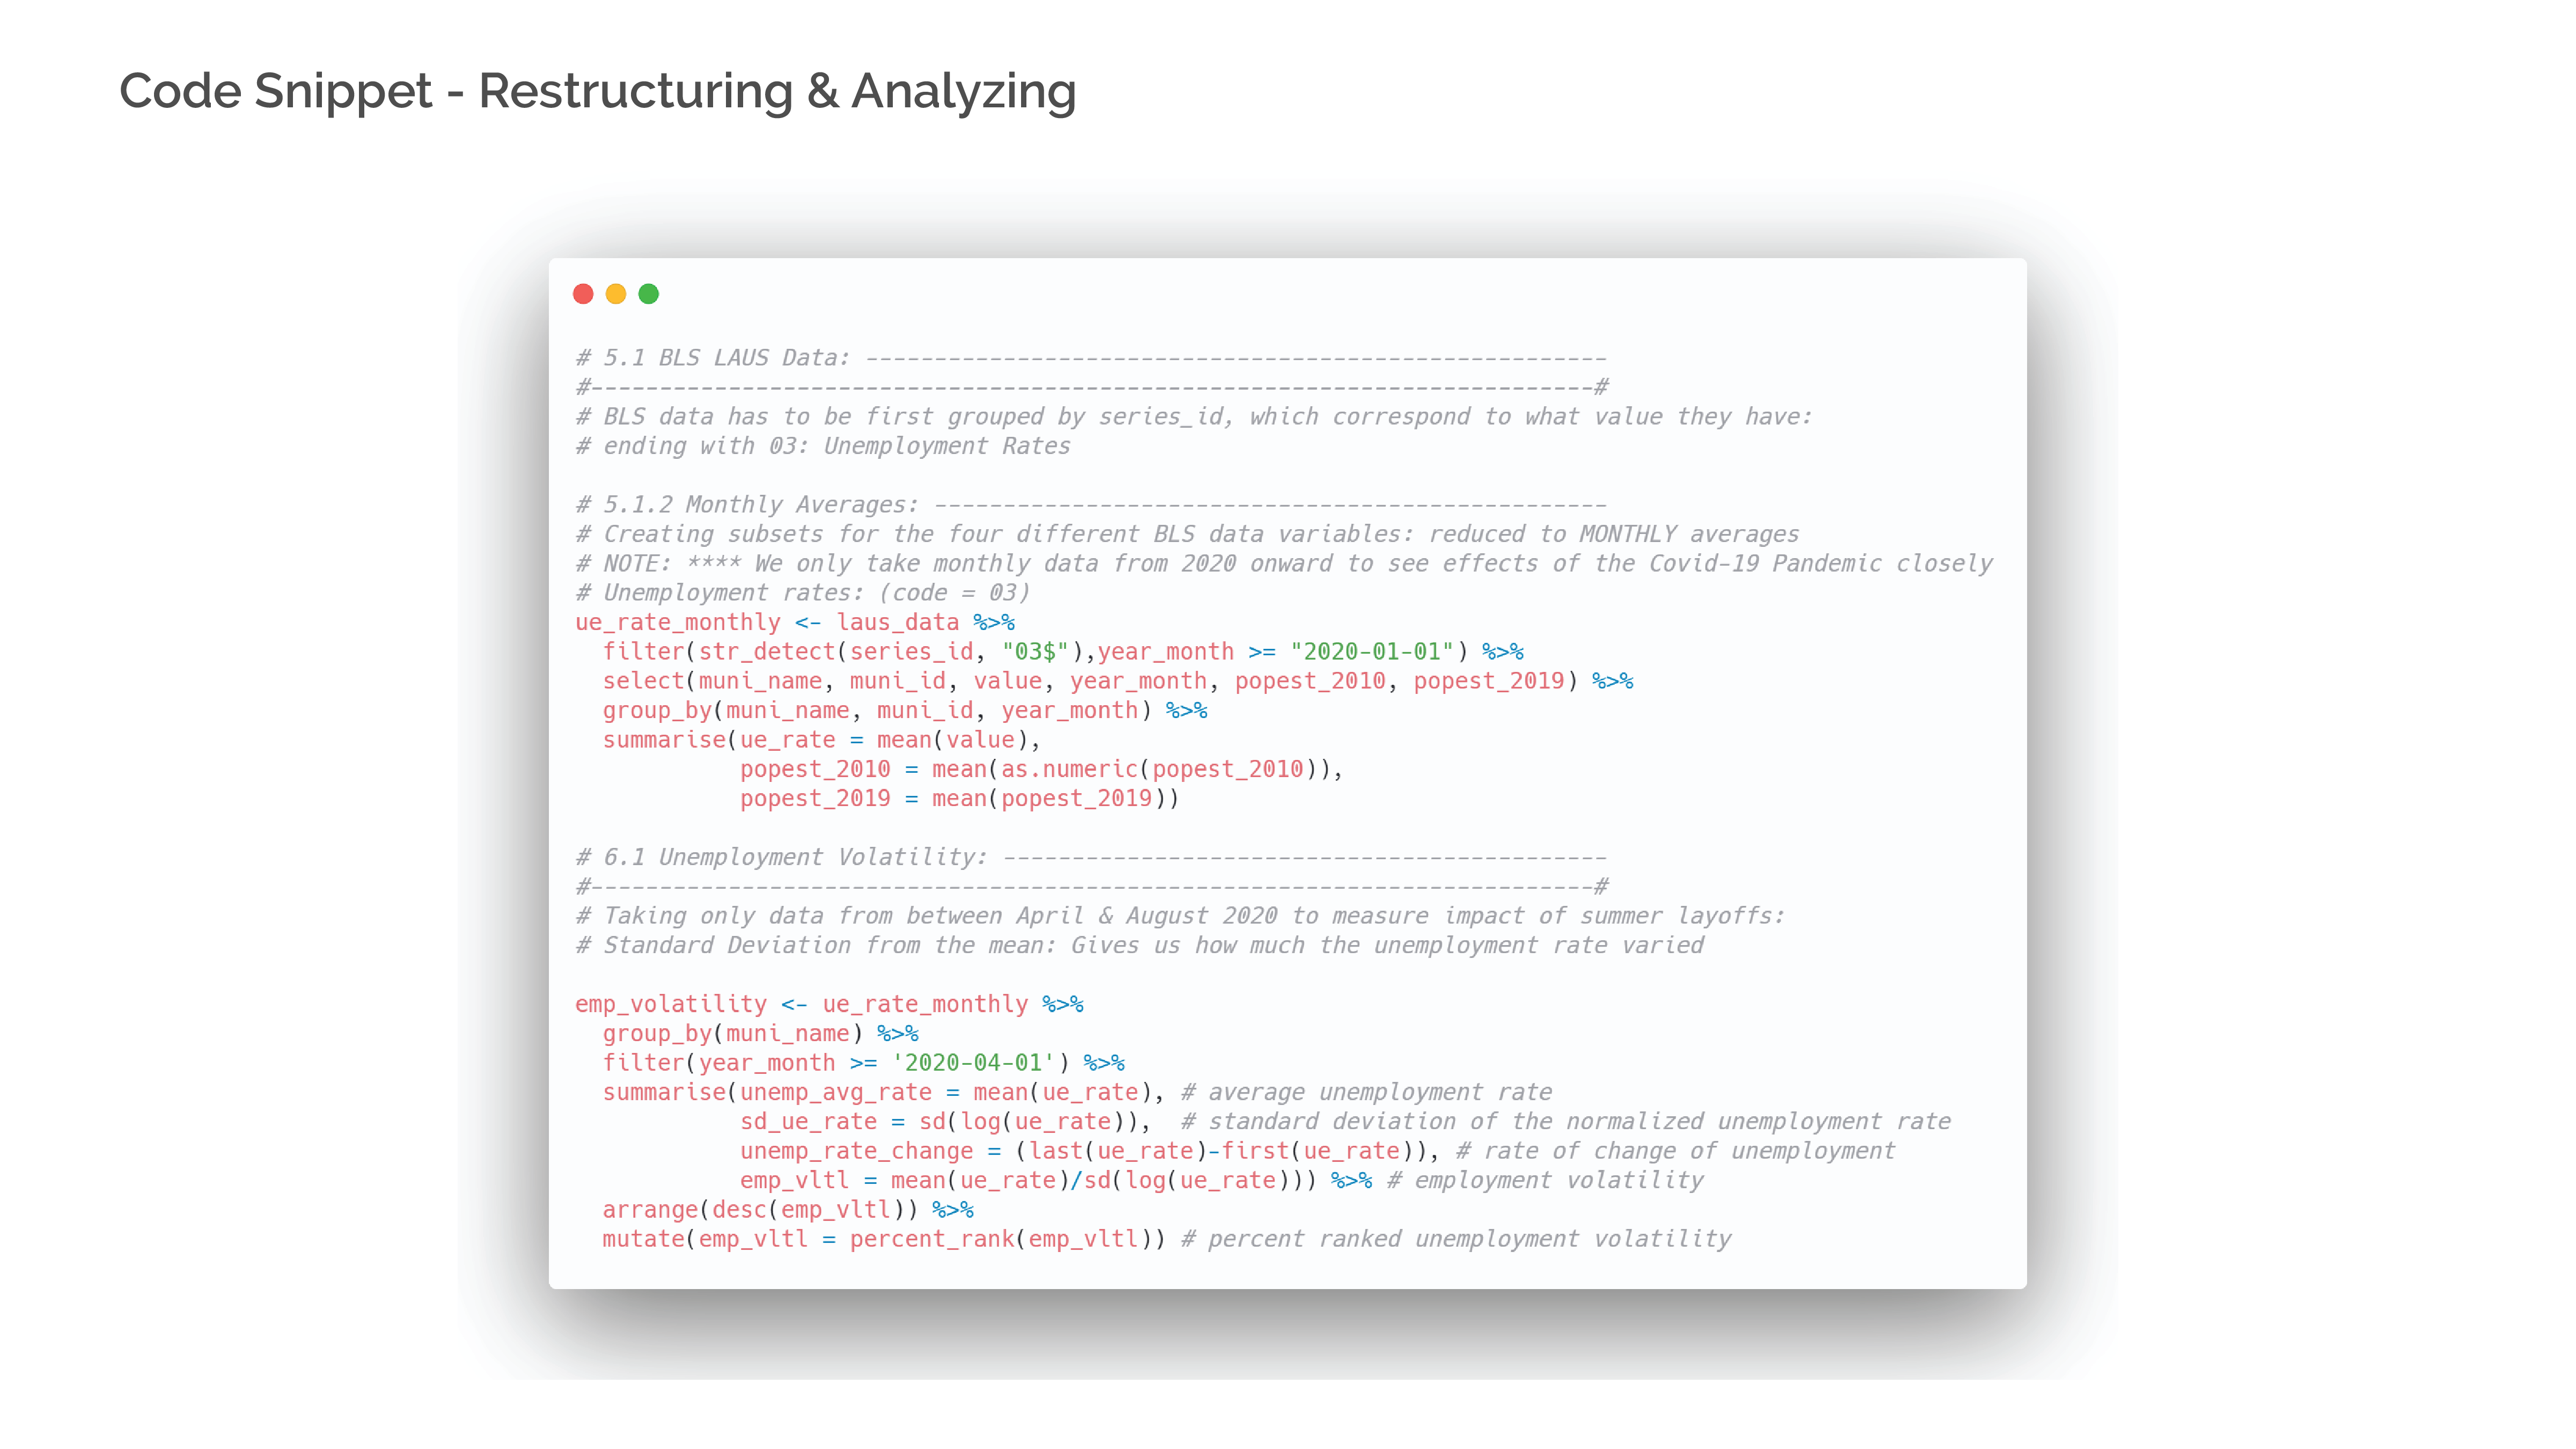 Code Snippet - Restructuring & Analyzing
# 5.1 BLS LAUS Data: ------------------------------------------------------
#-------------------------------------------------------------------------#
# BLS data has to be first grouped by series_id, which correspond to what value they have:
# ending with 03: Unemployment Rates
# 5.1.2 Monthly Averages: -------------------------------------------------
# Creating subsets for the four different BLS data variables: reduced to MONTHLY averages
# NOTE: **** We only take monthly data from 2020 onward to see effects of the Covid-19 Pandemic closely
# Unemployment rates: (code = 03)
ue_rate_monthly <- laus_data %>%
  filter(str_detect(series_id, "03$"),year_month >= "2020-01-01") %>%
  select(muni_name, muni_id, value, year_month, popest_2010, popest_2019) %>%
  group_by(muni_name, muni_id, year_month) %>%
  summarise(ue_rate = mean(value),
            popest_2010 = mean(as.numeric(popest_2010)),
            popest_2019 = mean(popest_2019))
# 6.1 Unemployment Volatility: --------------------------------------------
#-------------------------------------------------------------------------#
# Taking only data from between April & August 2020 to measure impact of summer layoffs:
# Standard Deviation from the mean: Gives us how much the unemployment rate varied
emp_volatility <- ue_rate_monthly %>%
  group_by(muni_name) %>%
  filter(year_month >= '2020-04-01') %>%
  summarise(unemp_avg_rate = mean(ue_rate), # average unemployment rate
            sd_ue_rate = sd(log(ue_rate)),  # standard deviation of the normalized unemployment rate
            unemp_rate_change = (last(ue_rate)-first(ue_rate)), # rate of change of unemployment
            emp_vltl = mean(ue_rate)/sd(log(ue_rate))) %>% # employment volatility
  arrange(desc(emp_vltl)) %>%
  mutate(emp_vltl = percent_rank(emp_vltl)) # percent ranked unemployment volatility